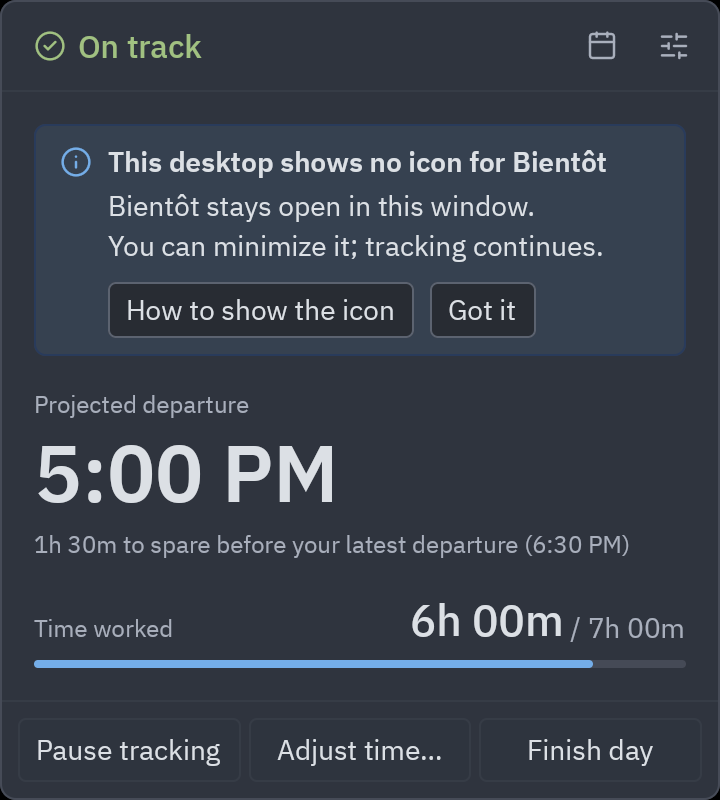 On track
This desktop shows no icon for Bientôt
Bientôt stays open in this window.
You can minimize it; tracking continues.
How to show the icon Got it
Projected departure
5:00 PM
1h 30m to spare before your latest departure (6:30 PM)
Time worked 6h 00m / 7h 00m
Pause tracking Adjust time... Finish day